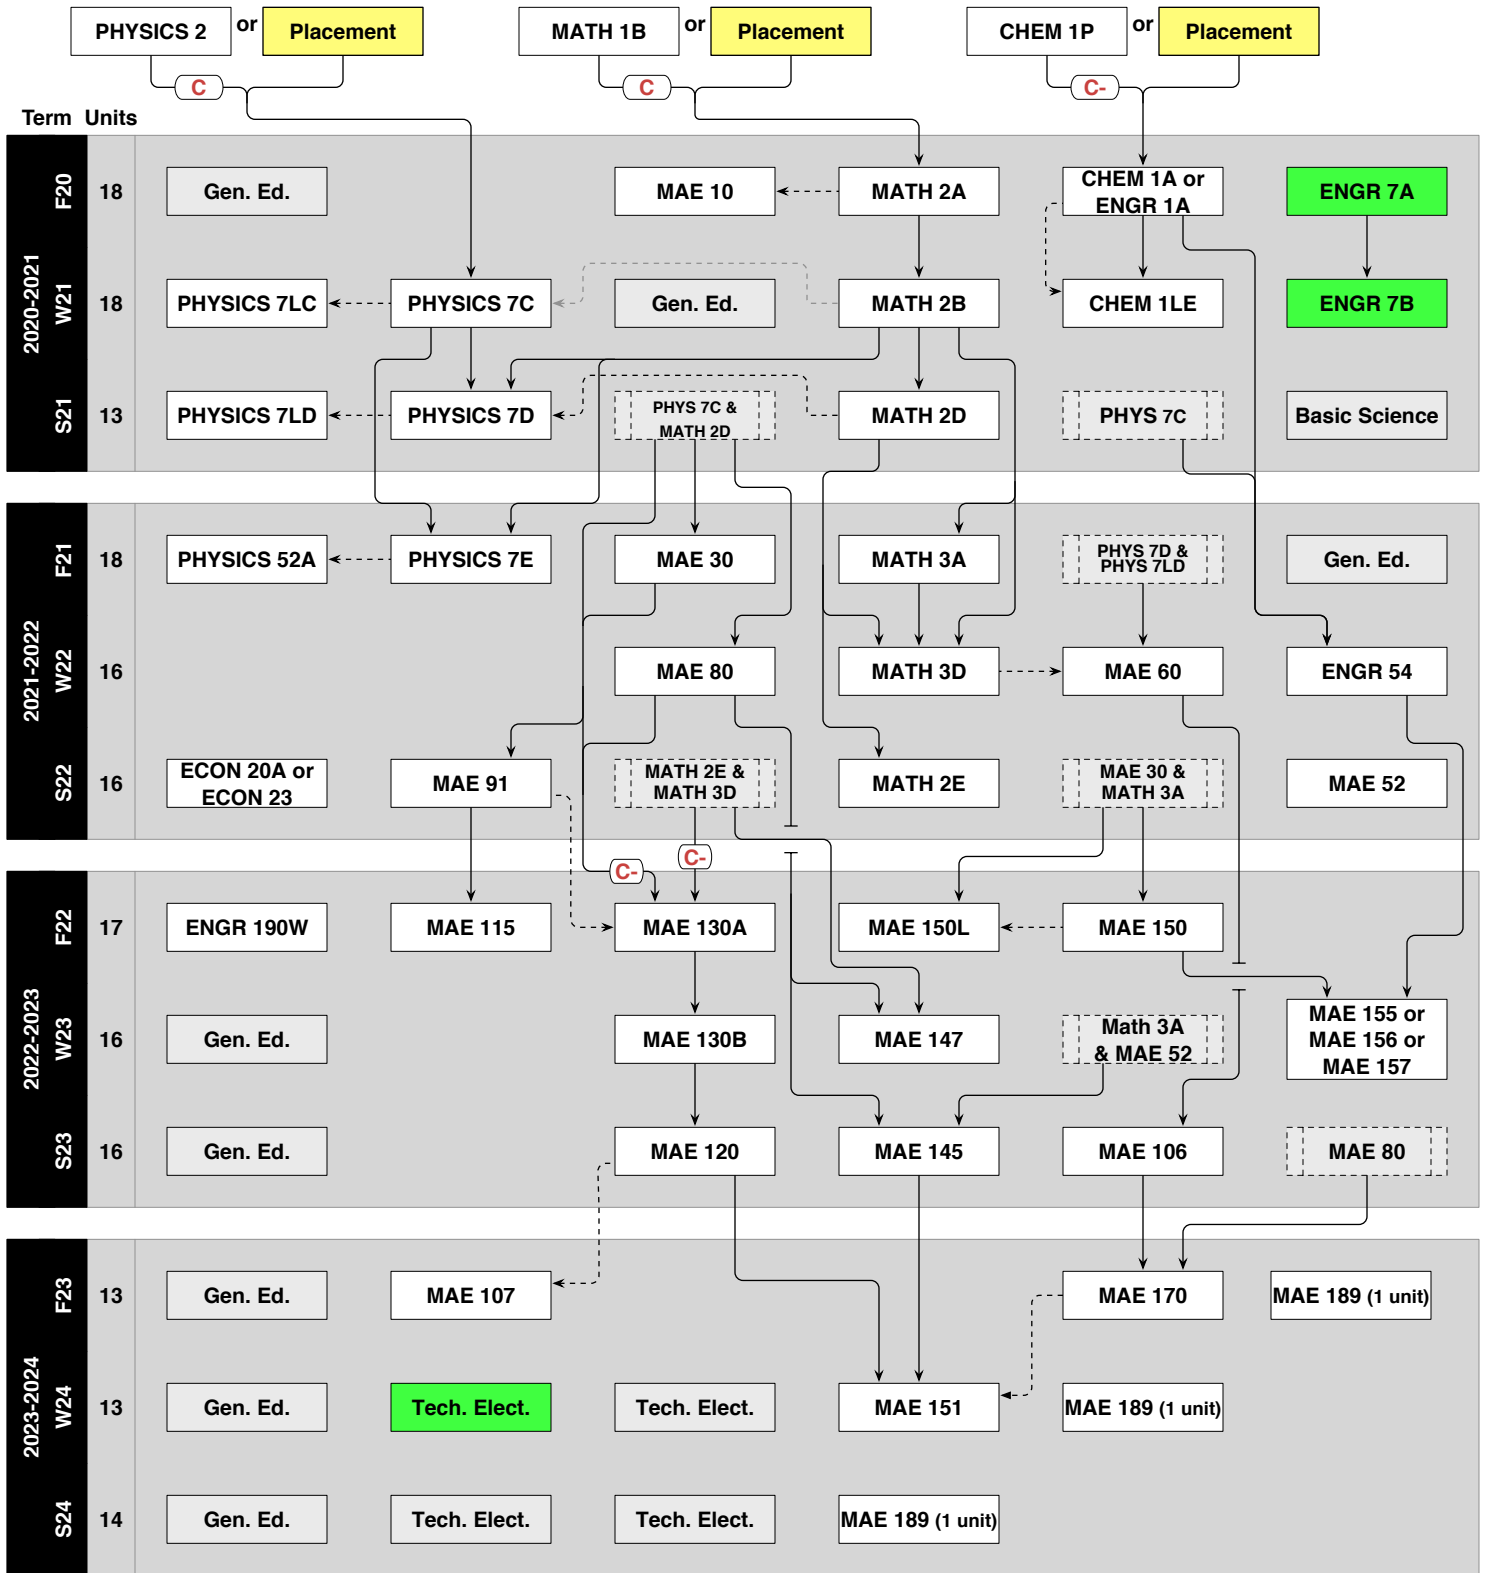 PHYSICS 2 or Placement MATH 1B or Placement CHEM 1P or Placement
C C C-
Term Units
2020-2021
F20 18 Gen. Ed. MAE 10 MATH 2A CHEM 1A or ENGR 7A
ENGR 1A
W21 18 PHYSICS 7LC PHYSICS 7C Gen. Ed. MATH 2B CHEM 1LE ENGR 7B
S21 13 PHYSICS 7LD PHYSICS 7D PHYS 7C & MATH 2D PHYS 7C Basic Science
MATH 2D
2021-2022
F21 18 PHYSICS 52A PHYSICS 7E MAE 30 MATH 3A PHYS 7D & Gen. Ed.
PHYS 7LD
W22 16 MAE 80 MATH 3D MAE 60 ENGR 54
S22 16 ECON 20A or MAE 91 MATH 2E & MATH 2E MAE 30 & MAE 52
ECON 23 MATH 3D MATH 3A
C- C-
2022-2023
F22 17 ENGR 190W MAE 115 MAE 130A MAE 150L MAE 150
W23 16 Gen. Ed. MAE 130B MAE 147 Math 3A MAE 155 or
& MAE 52 MAE 156 or
MAE 157
S23 16 Gen. Ed. MAE 120 MAE 145 MAE 106 MAE 80
2023-2024
F23 13 Gen. Ed. MAE 107 MAE 170 MAE 189 (1 unit)
W24 13 Gen. Ed. Tech. Elect. Tech. Elect. MAE 151 MAE 189 (1 unit)
S24 14 Gen. Ed. Tech. Elect. Tech. Elect. MAE 189 (1 unit)